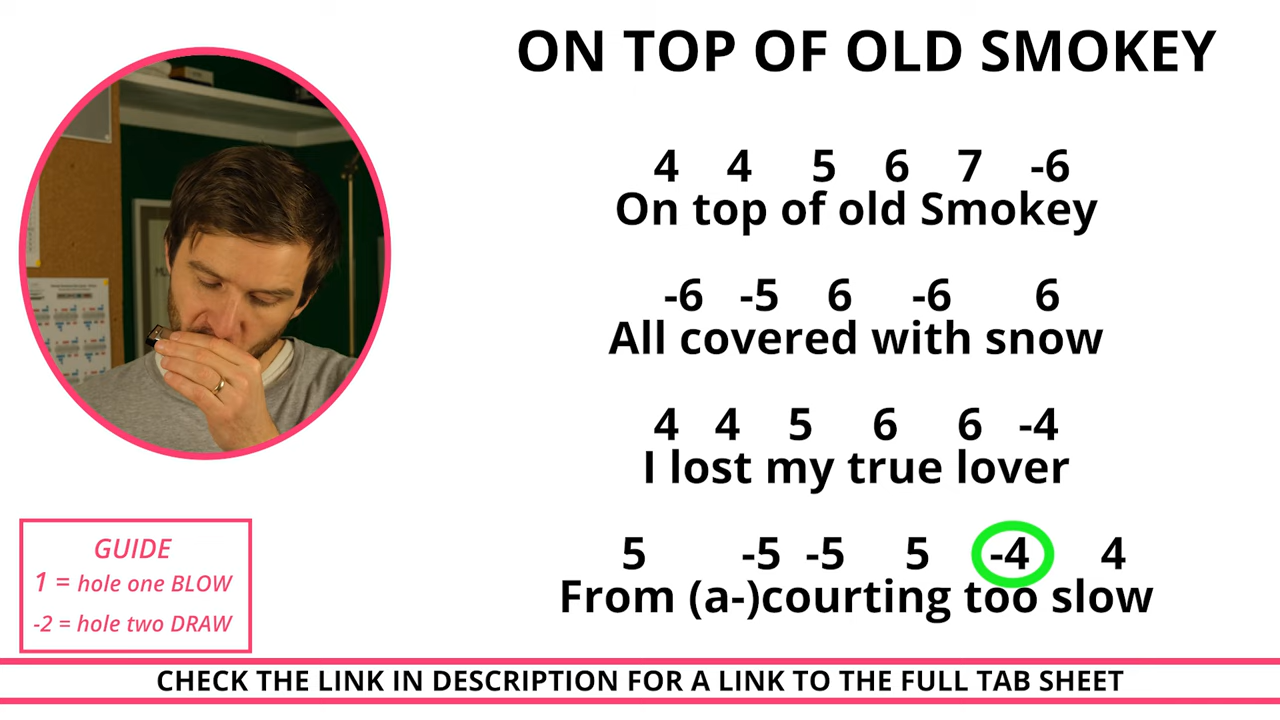 ON TOP OF OLD SMOKEY
4 4 5 6 7 -6
On top of old Smokey
-6 -5 6 -6 6
All covered with snow
4 4 5 6 6 -4
I lost my true lover
5 -5 -5 5 -4 4
From (a-)courting too slow
GUIDE
1 = hole one BLOW
-2 = hole two DRAW
CHECK THE LINK IN DESCRIPTION FOR A LINK TO THE FULL TAB SHEET